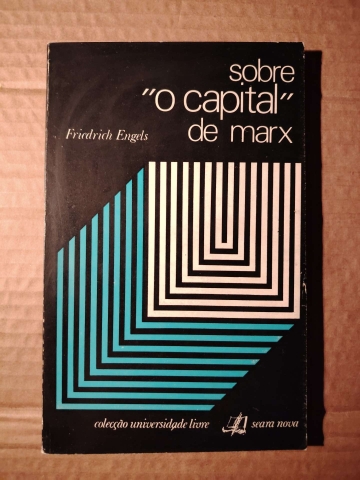 sobre
"o capital"
de marx
Friedrich Engels
colecção universidade livre
seara nova